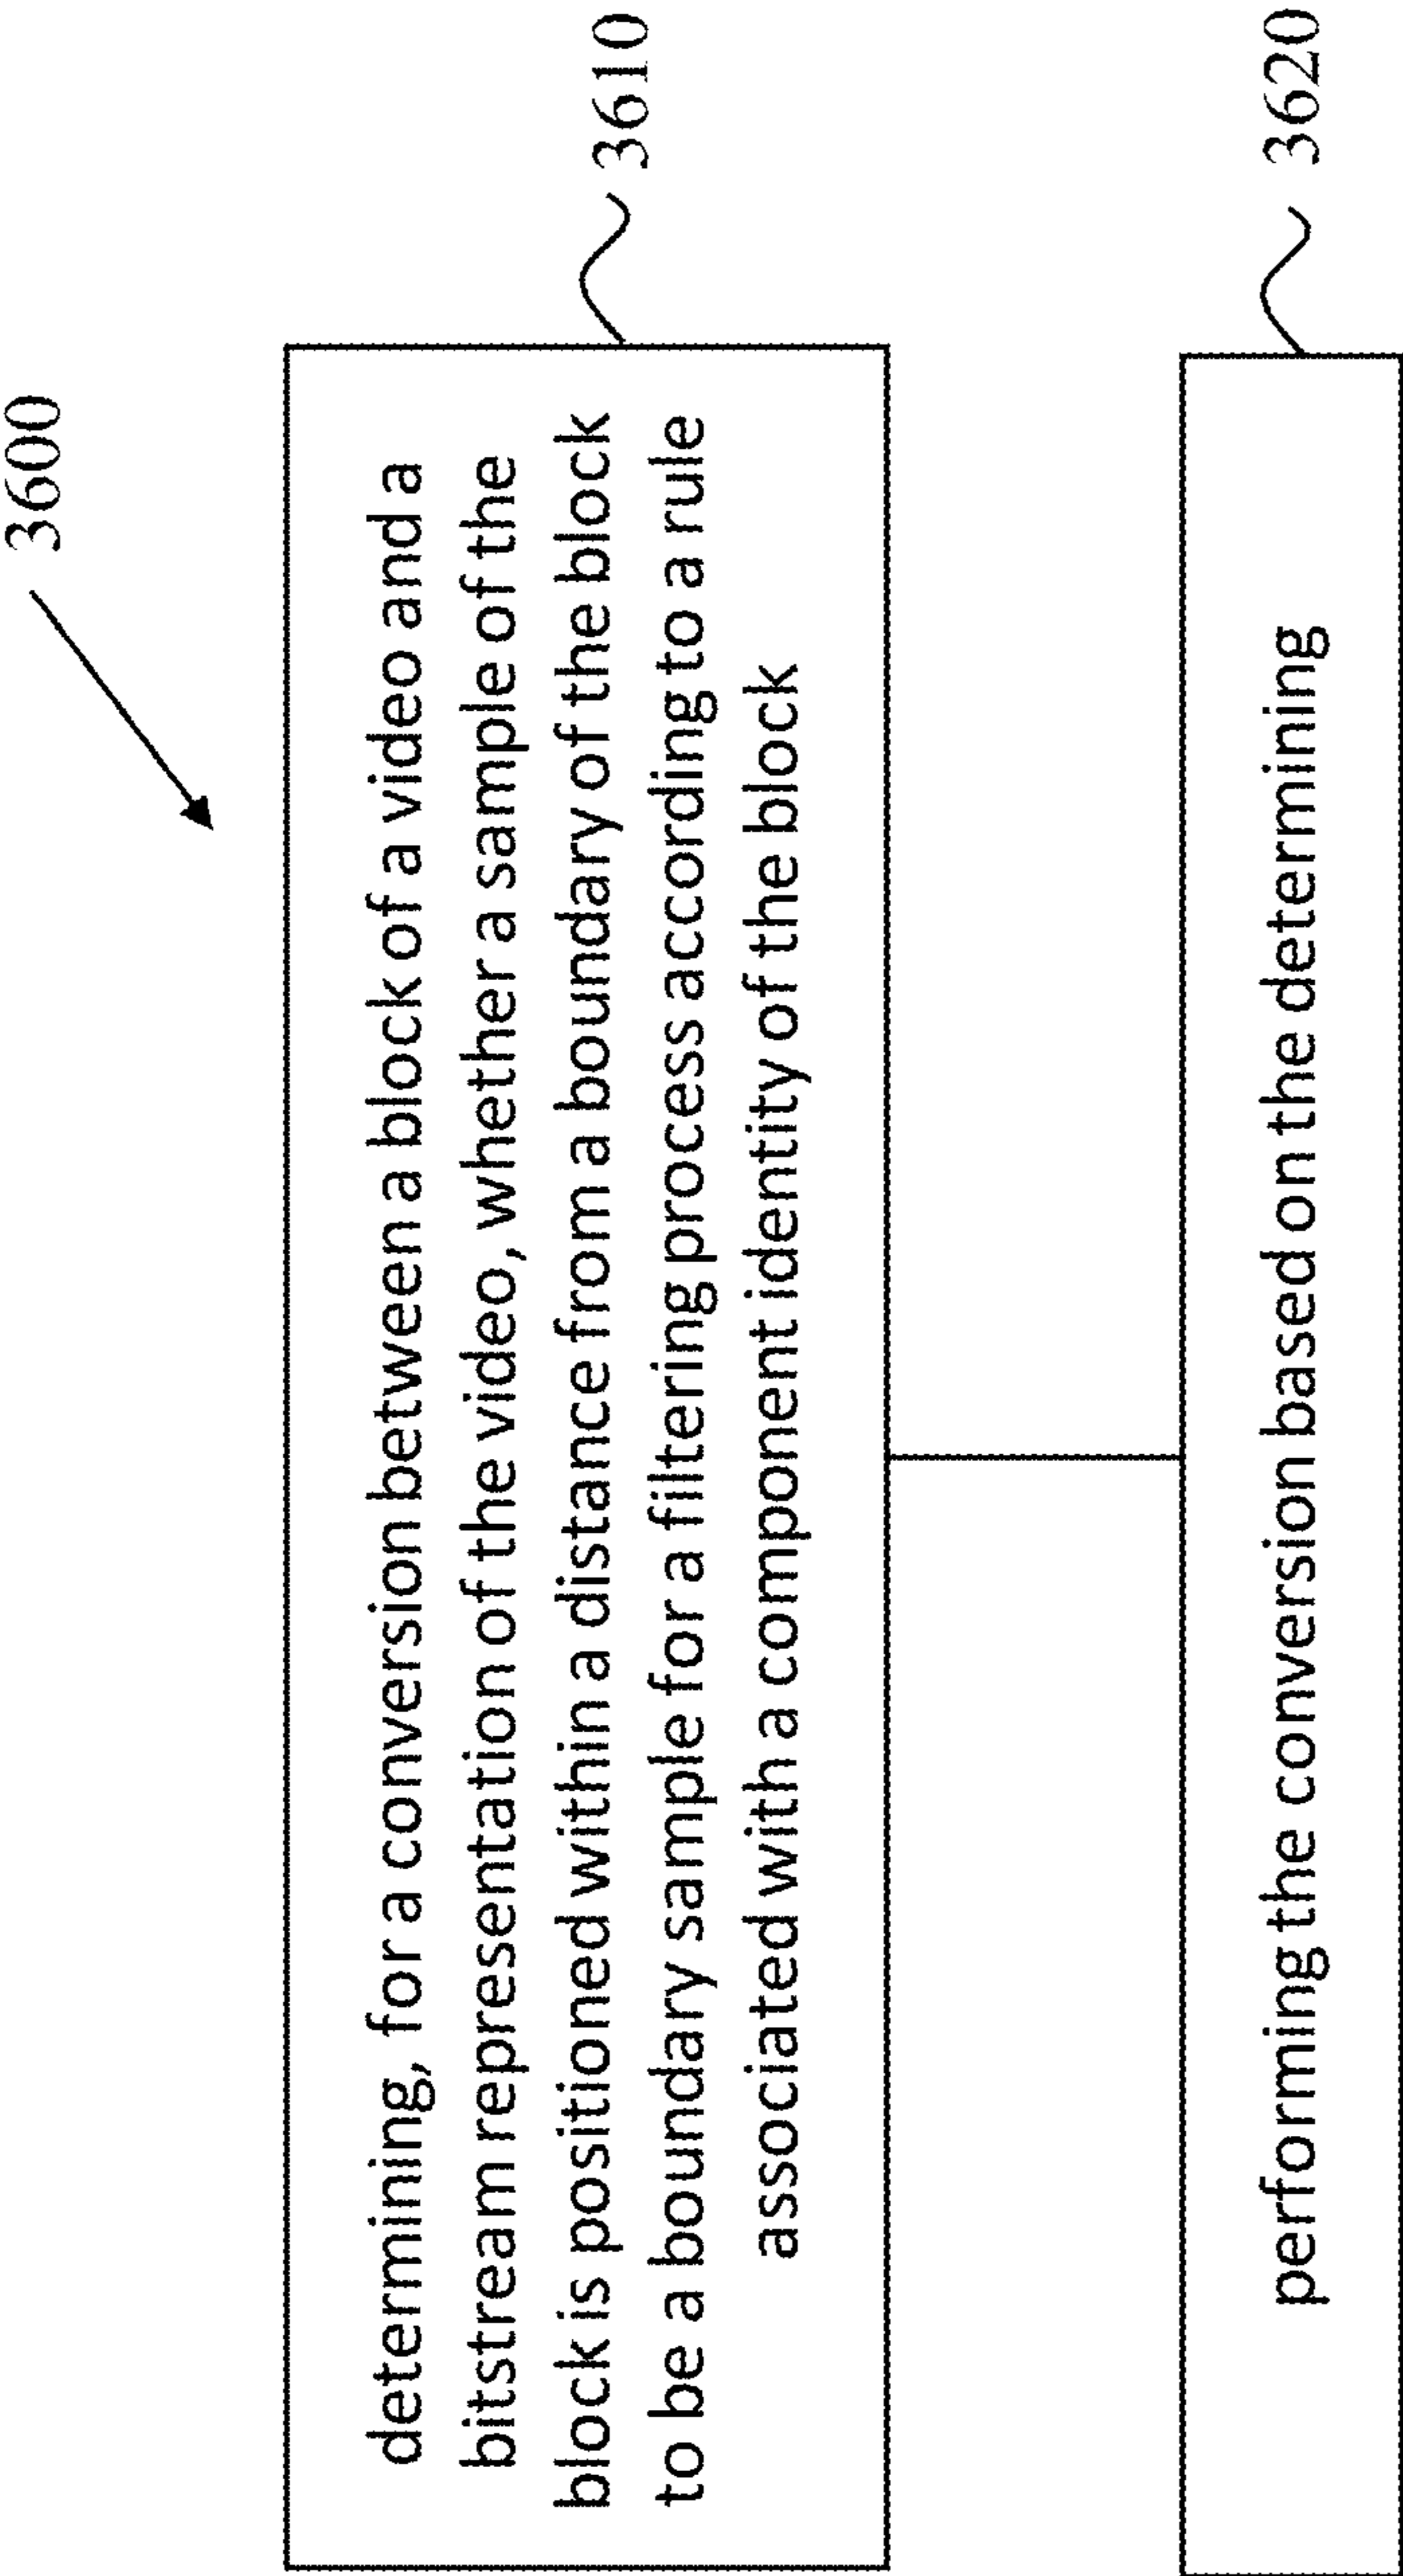 3600
determining, for a conversion between a block of a video and a
bitstream representation of the video, whether a sample of the
block is positioned within a distance from a boundary of the block
to be a boundary sample for a filtering process according to a rule
associated with a component identity of the block
3610
performing the conversion based on the determining
3620